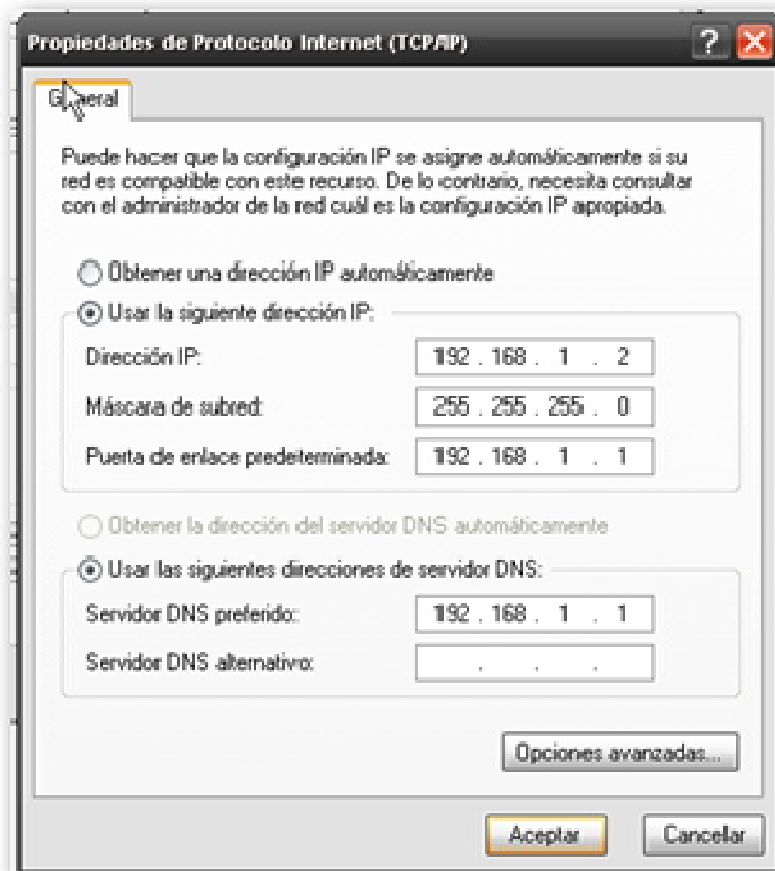 Propiedades de Protocolo Internet (TCP/IP)
General
Puede hacer que la configuración IP se asigne automáticamente si su
red es compatible con este recurso. De lo contrario, necesita consultar
con el administrador de la red cuál es la configuración IP apropiada.
Obtener una dirección IP automáticamente
Usar la siguiente dirección IP:
Dirección IP: 192 . 168 . 1 . 2
Máscara de subred: 255 . 255 . 255 . 0
Puerta de enlace predeterminada: 192 . 168 . 1 . 1
Obtener la dirección del servidor DNS automáticamente
Usar las siguientes direcciones de servidor DNS:
Servidor DNS preferido: 192 . 168 . 1 . 1
Servidor DNS alternativo: . . .
Opciones avanzadas...
Aceptar Cancelar